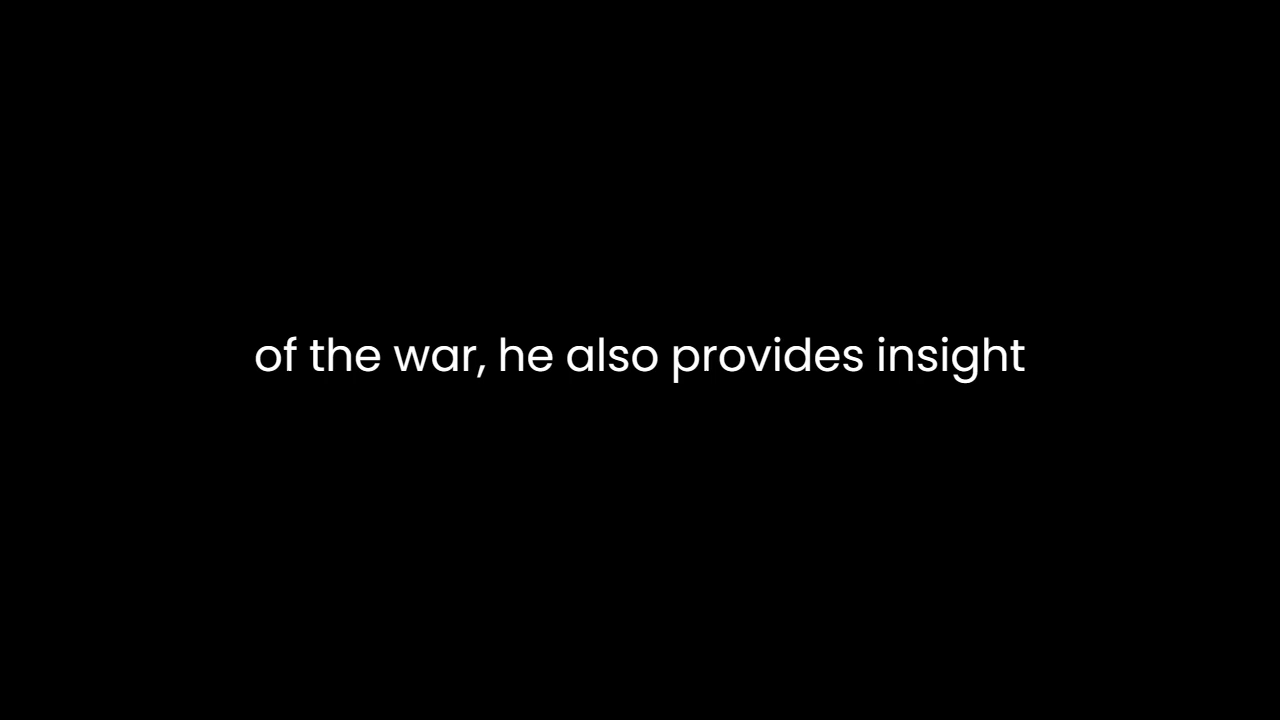 of the war, he also provides insight